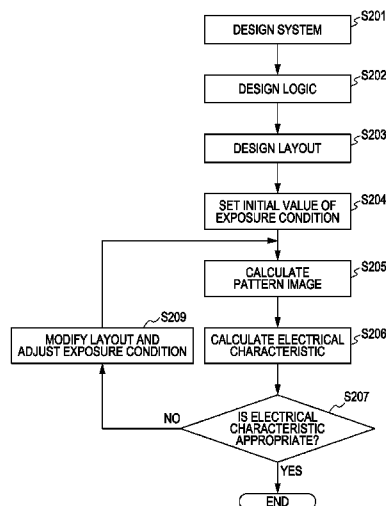 S201
DESIGN SYSTEM
S202
DESIGN LOGIC
S203
DESIGN LAYOUT
S204
SET INITIAL VALUE OF
EXPOSURE CONDITION
S205
CALCULATE
PATTERN IMAGE
S209
MODIFY LAYOUT AND
ADJUST EXPOSURE CONDITION
S206
CALCULATE ELECTRICAL
CHARACTERISTIC
S207
IS ELECTRICAL
CHARACTERISTIC
APPROPRIATE?
NO
YES
END